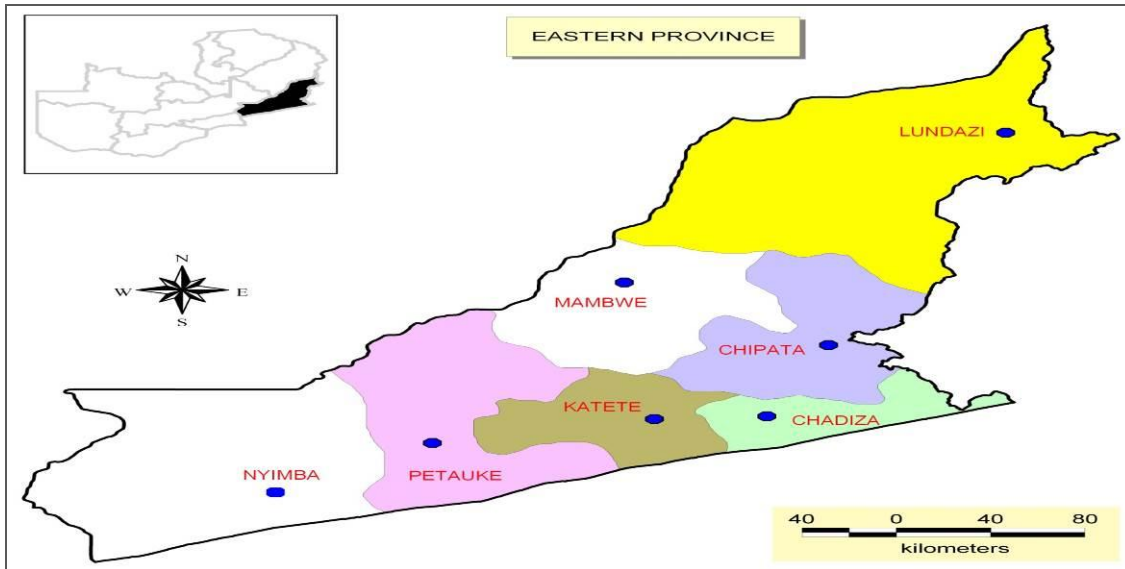 EASTERN PROVINCE
LUNDAZI
N
W E
S
MAMBWE
CHIPATA
KATETE
CHADIZA
NYIMBA
PETAUKE
40 0 40 80
kilometers